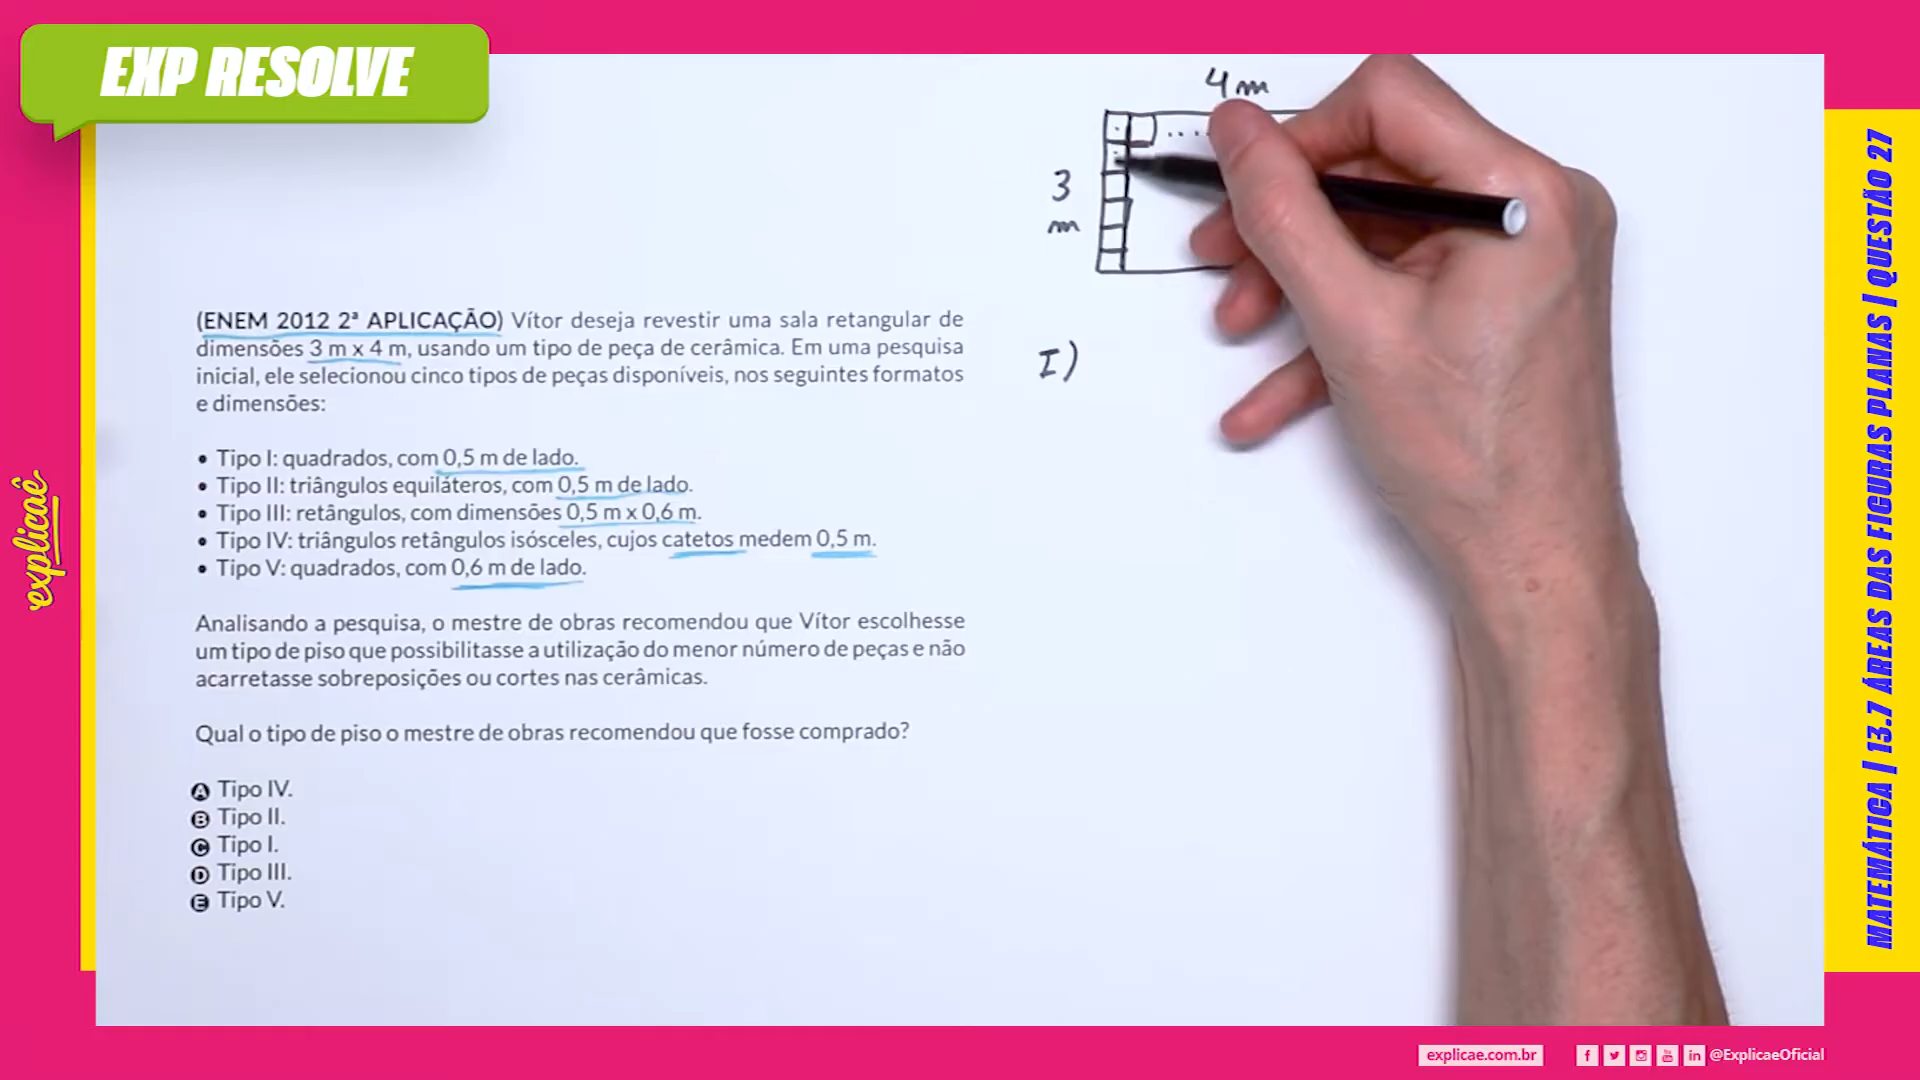 EXP RESOLVE
4 m
3
m
I)
(ENEM 2012 2ª APLICAÇÃO) Vítor deseja revestir uma sala retangular de
dimensões 3 m x 4 m, usando um tipo de peça de cerâmica. Em uma pesquisa
inicial, ele selecionou cinco tipos de peças disponíveis, nos seguintes formatos
e dimensões:
• Tipo I: quadrados, com 0,5 m de lado.
• Tipo II: triângulos equiláteros, com 0,5 m de lado.
• Tipo III: retângulos, com dimensões 0,5 m x 0,6 m.
• Tipo IV: triângulos retângulos isósceles, cujos catetos medem 0,5 m.
• Tipo V: quadrados, com 0,6 m de lado.
Analisando a pesquisa, o mestre de obras recomendou que Vítor escolhesse
um tipo de piso que possibilitasse a utilização do menor número de peças e não
acarretasse sobreposições ou cortes nas cerâmicas.
Qual o tipo de piso o mestre de obras recomendou que fosse comprado?
A Tipo IV.
B Tipo II.
C Tipo I.
D Tipo III.
E Tipo V.
explicaê
MATEMÁTICA | 13.7 ÁREAS DAS FIGURAS PLANAS | QUESTÃO 27
explicae.com.br
@ExplicaeOficial